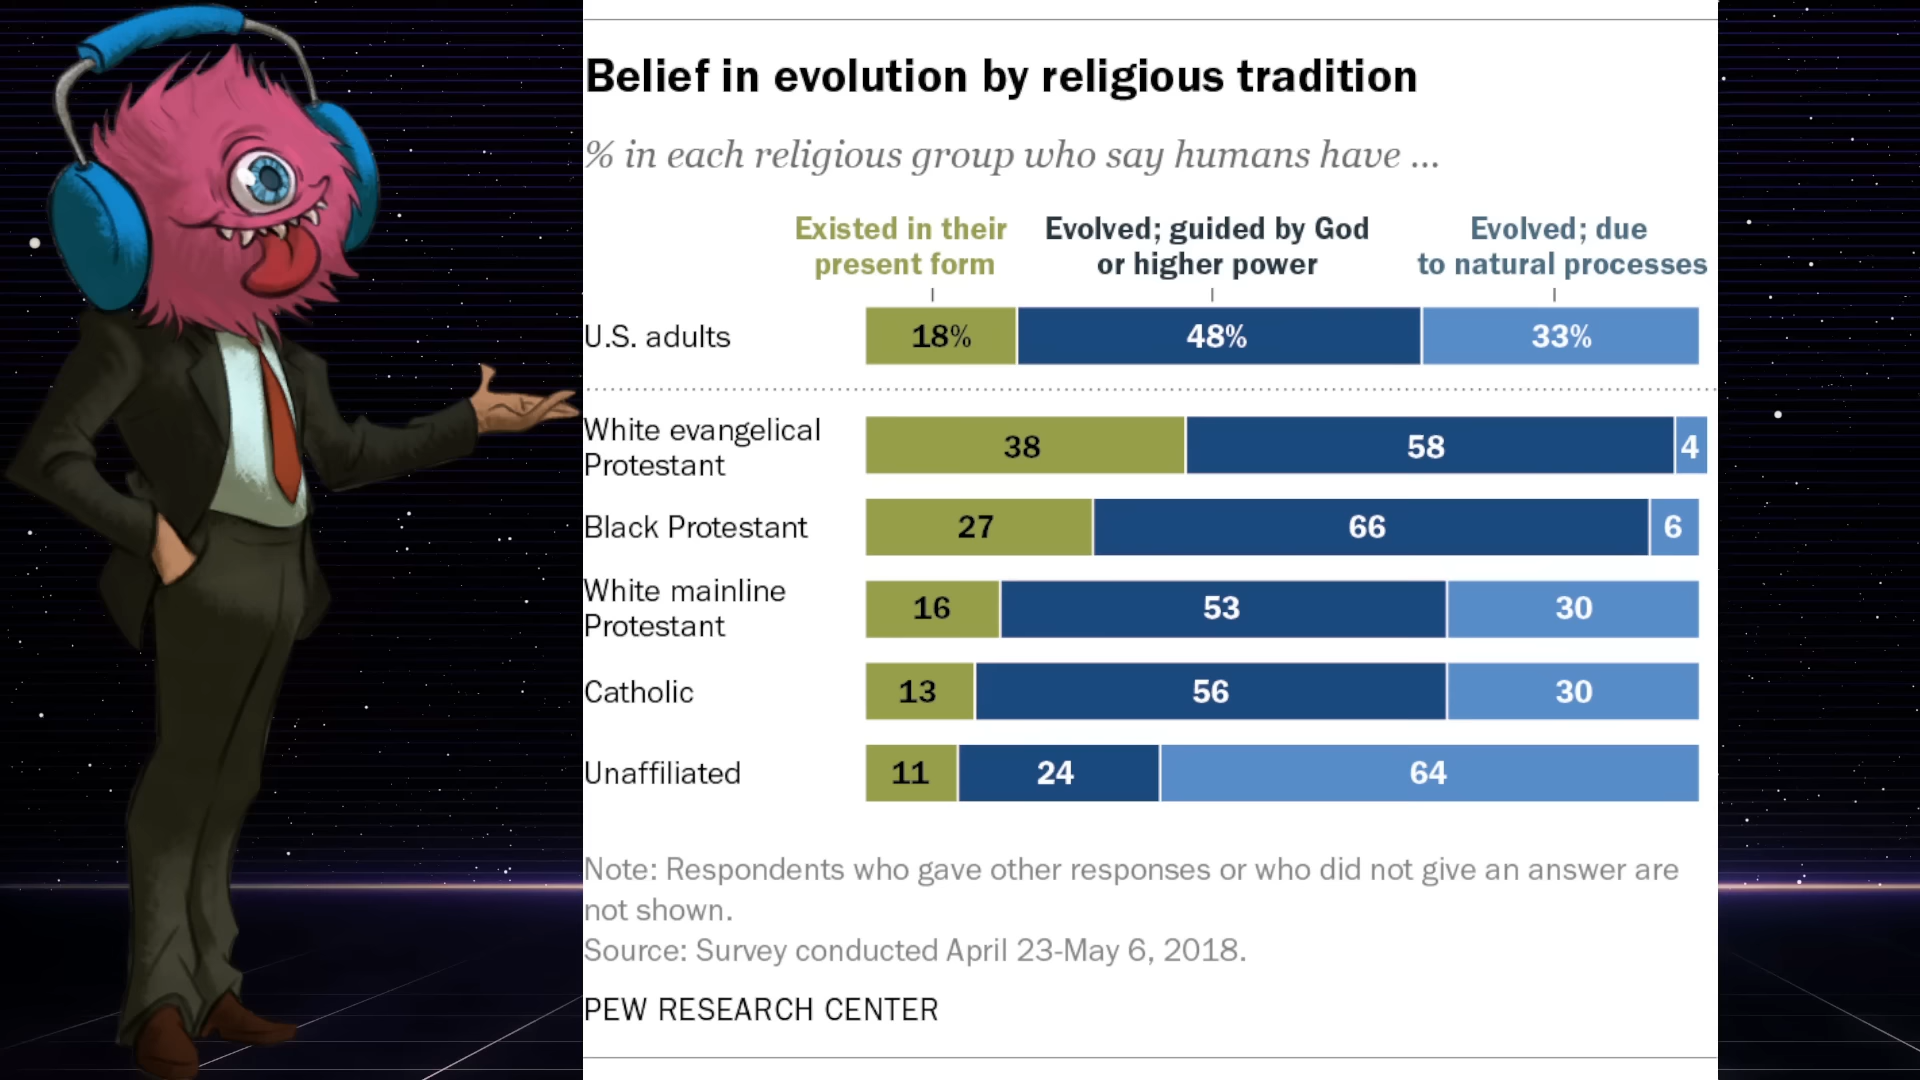 Belief in evolution by religious tradition
% in each religious group who say humans have ...
Existed in their present form
Evolved; guided by God or higher power
Evolved; due to natural processes
U.S. adults 18% 48% 33%
White evangelical Protestant 38 58 4
Black Protestant 27 66 6
White mainline Protestant 16 53 30
Catholic 13 56 30
Unaffiliated 11 24 64
Note: Respondents who gave other responses or who did not give an answer are
not shown.
Source: Survey conducted April 23-May 6, 2018.
PEW RESEARCH CENTER